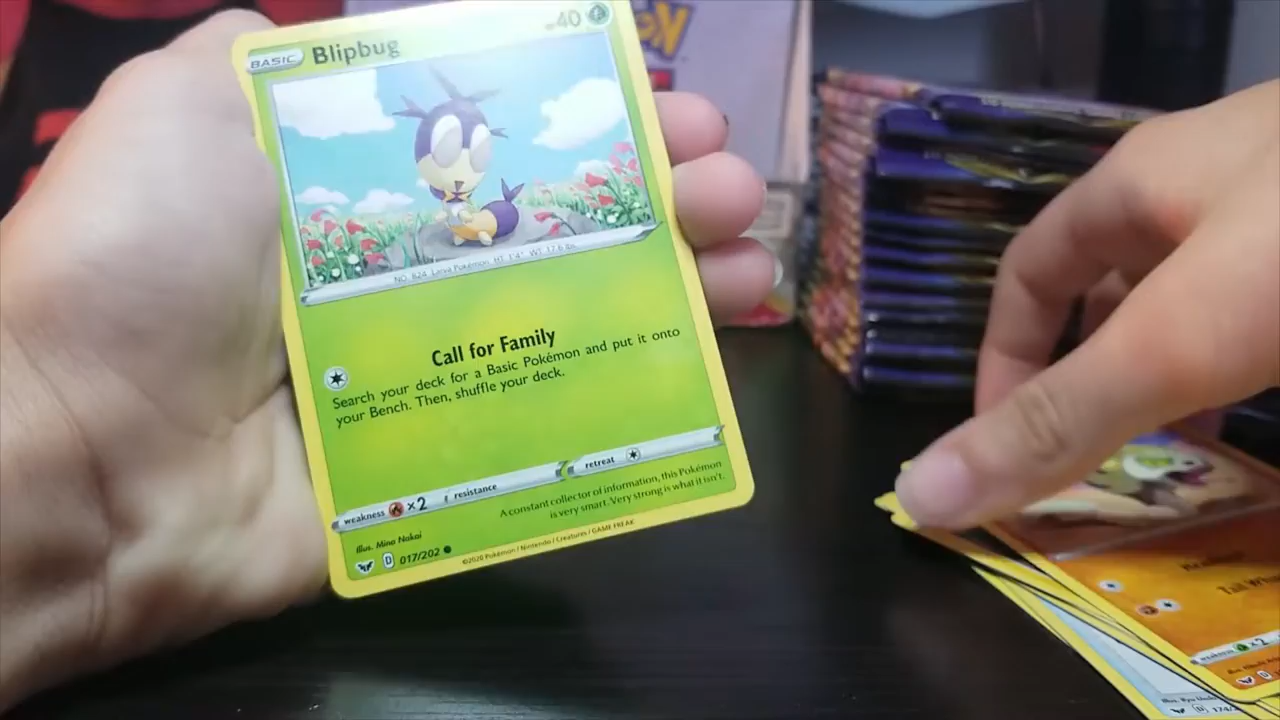 BASIC Blipbug 40
NO. 824 Larva Pokémon HT: 1'4" WT: 17.6 lbs.
Call for Family
Search your deck for a Basic Pokémon and put it onto
your Bench. Then, shuffle your deck.
weakness ×2 resistance retreat
A constant collector of information, this Pokémon
is very smart. Very strong is what it isn't.
Illus. Mina Nakai
D 017/202
©2020 Pokémon / Nintendo / Creatures / GAME FREAK
Tail
weakness ×2
D